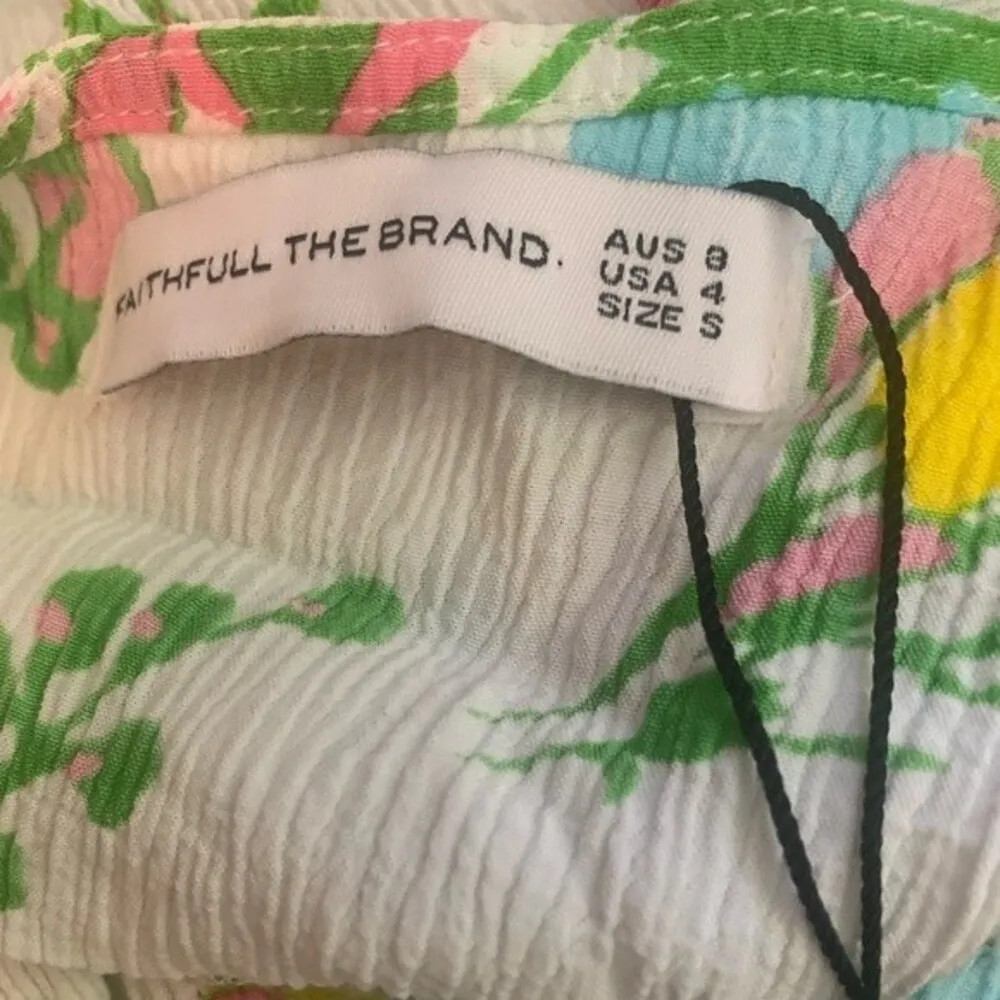 FAITHFULL THE BRAND.
AUS 8
USA 4
SIZE S